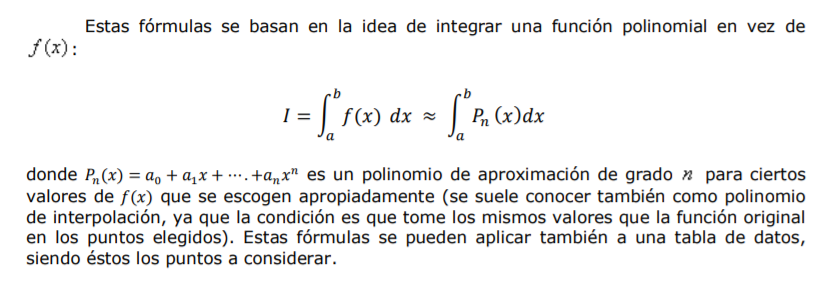 Estas fórmulas se basan en la idea de integrar una función polinomial en vez de
f(x):
I = ∫_a^b f(x) dx ≈ ∫_a^b P_n (x)dx
donde P_n(x) = a_0 + a_1x + ⋯.+a_nx^n es un polinomio de aproximación de grado n para ciertos
valores de f(x) que se escogen apropiadamente (se suele conocer también como polinomio
de interpolación, ya que la condición es que tome los mismos valores que la función original
en los puntos elegidos). Estas fórmulas se pueden aplicar también a una tabla de datos,
siendo éstos los puntos a considerar.